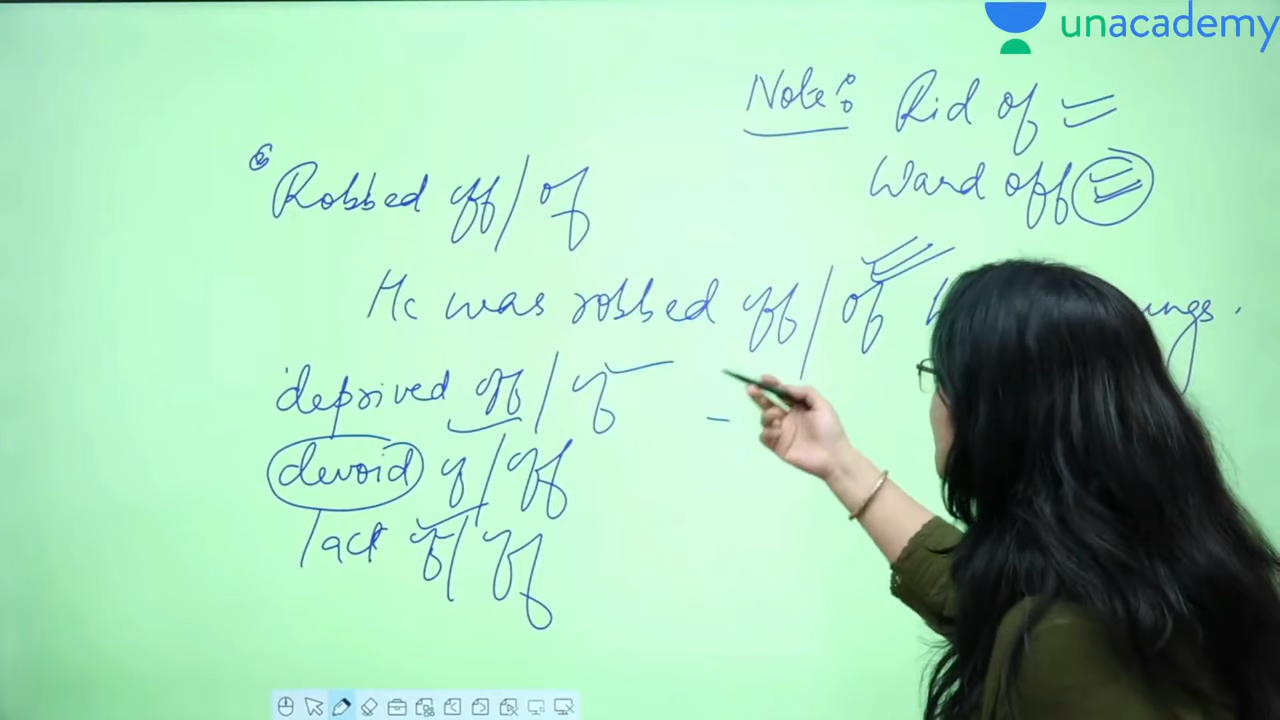 unacademy
Note: Rid of
Ward off
Robbed off/of
He was robbed off/of ings.
deprived off/of
devoid of/off
lack of/off